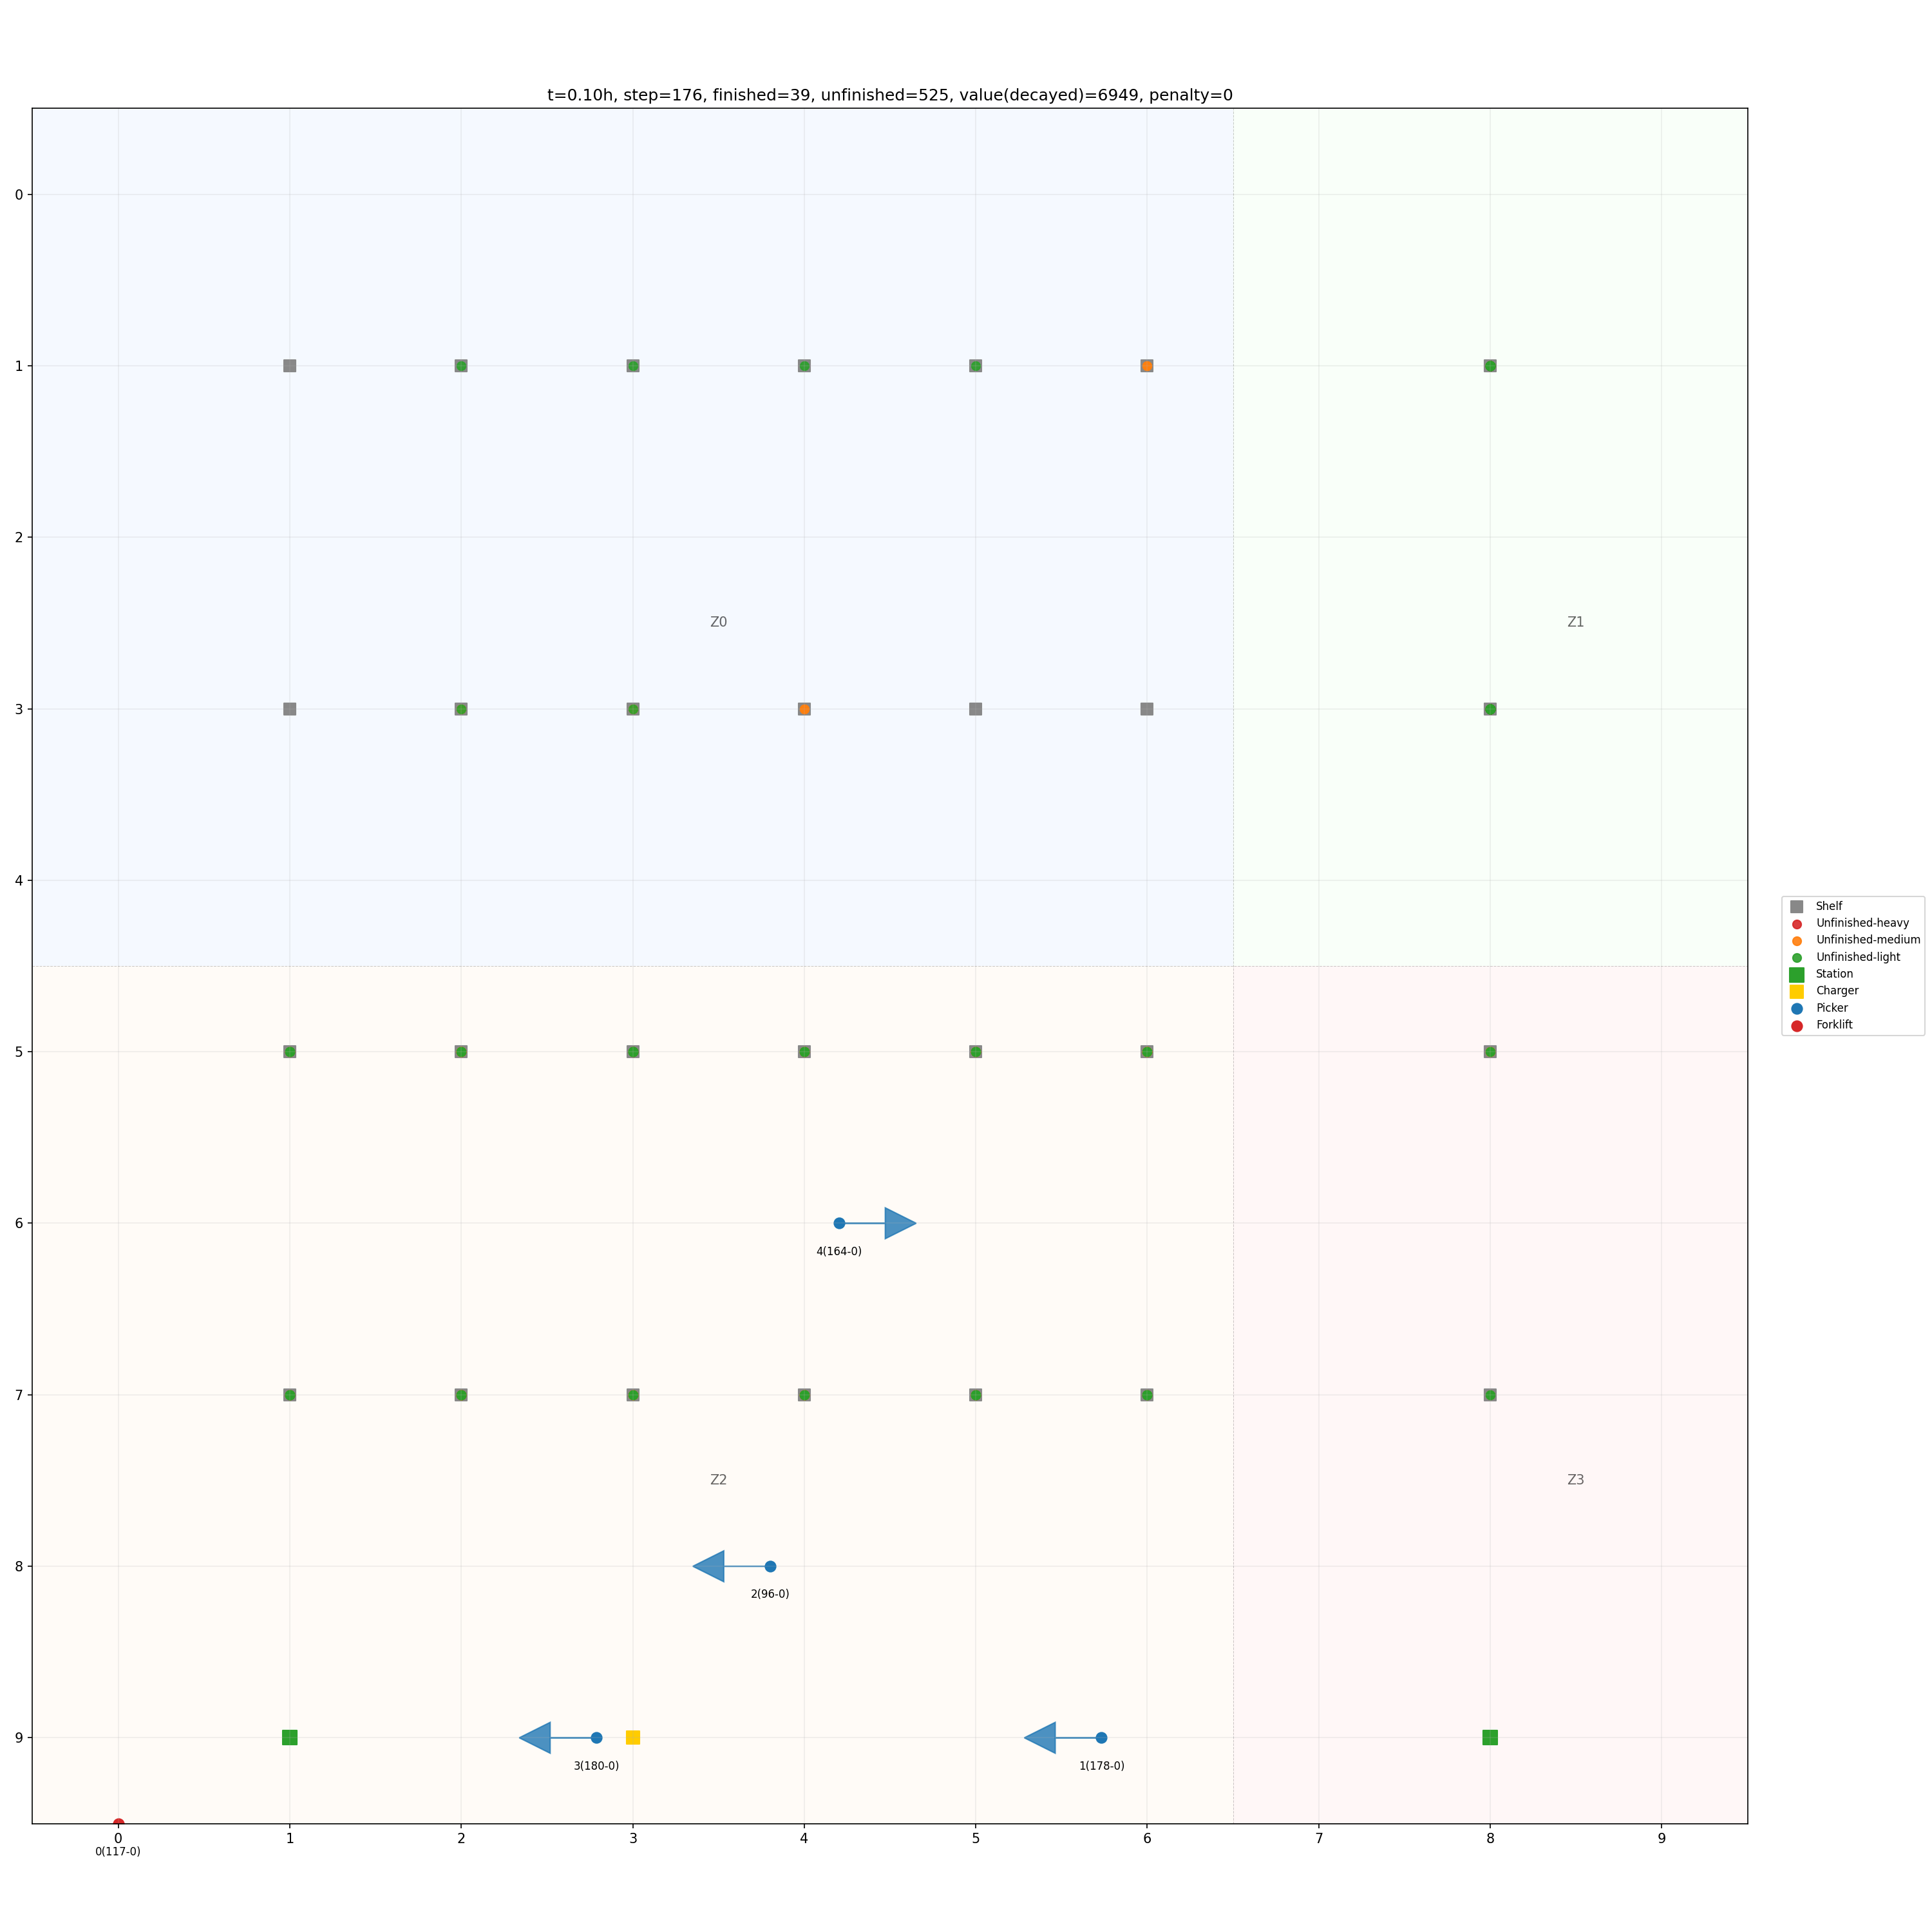 t=0.10h, step=176, finished=39, unfinished=525, value(decayed)=6949, penalty=0
0
1
2
Z0
Z1
3
4
Shelf
Unfinished-heavy
Unfinished-medium
Unfinished-light
Station
Charger
Picker
Forklift
5
6
4(164-0)
7
Z2
Z3
8
2(96-0)
9
3(180-0)
1(178-0)
0 1 2 3 4 5 6 7 8 9
0(117-0)